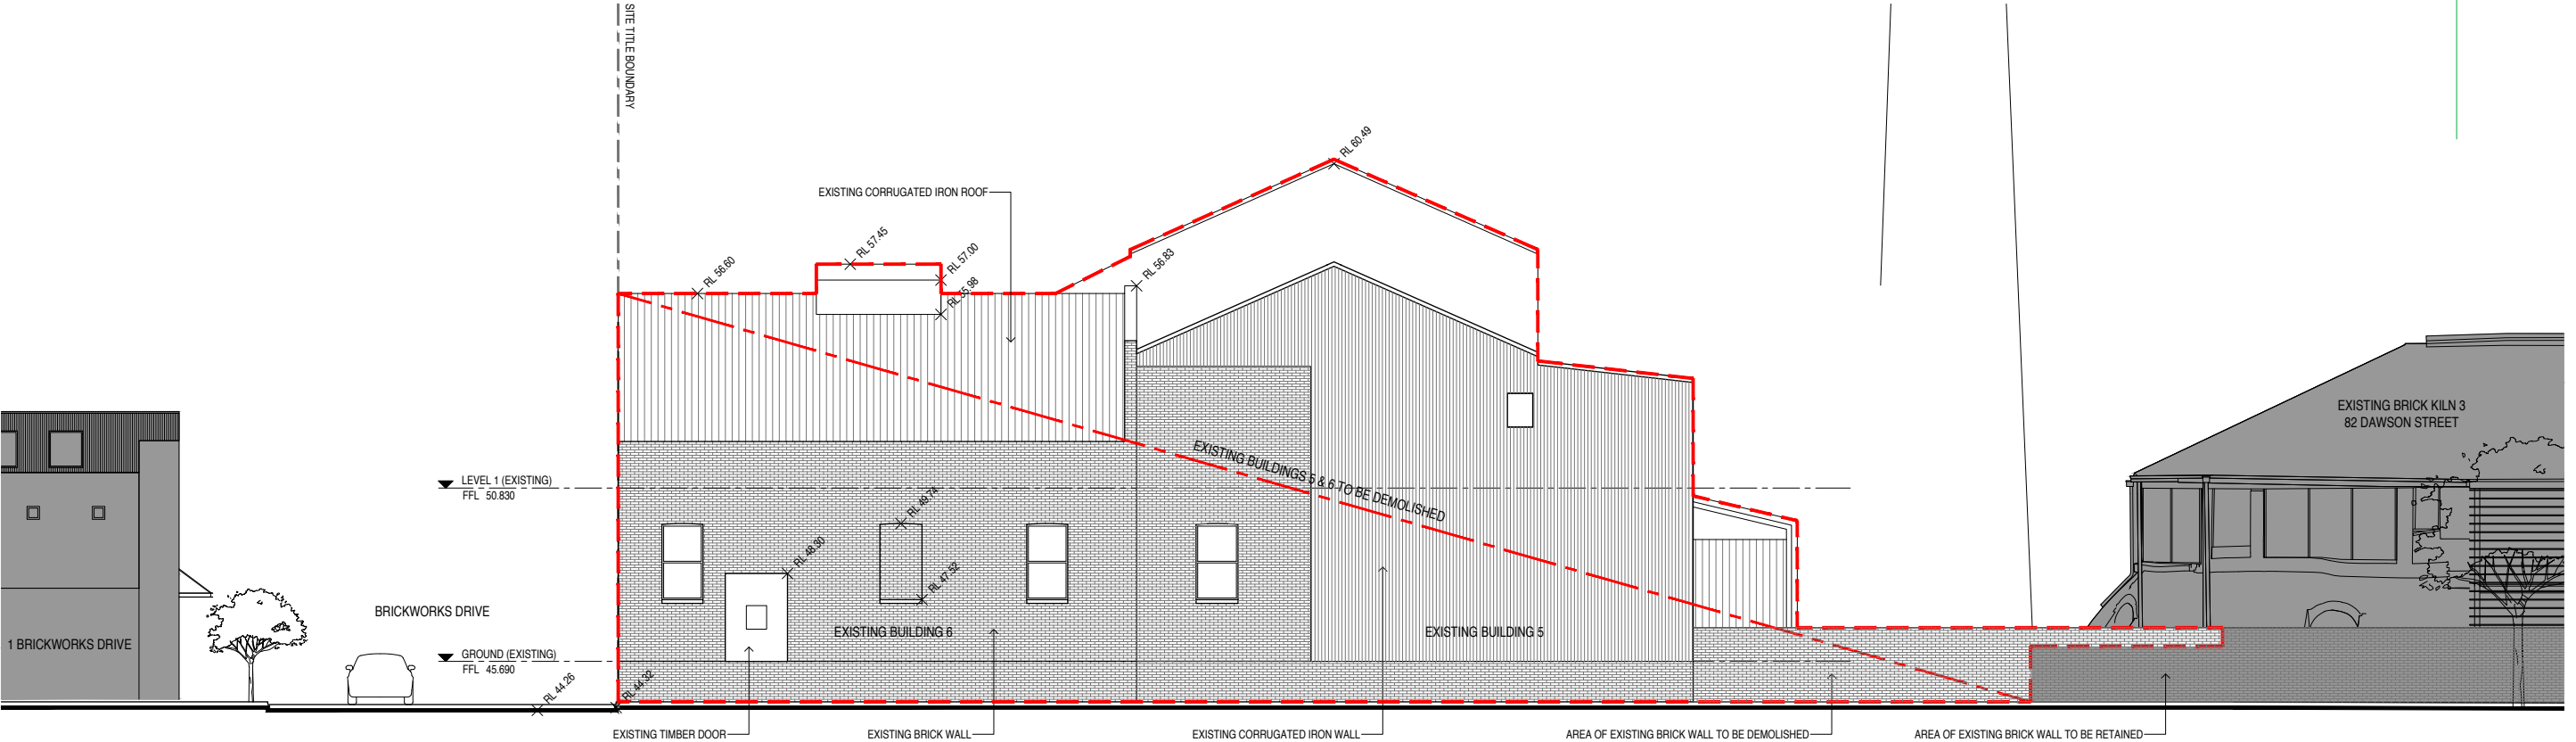 SITE TITLE BOUNDARY
RL 60.49
EXISTING CORRUGATED IRON ROOF
RL 57.45
RL 57.00
RL 56.60
RL 56.83
RL 55.98
EXISTING BRICK KILN 3
82 DAWSON STREET
EXISTING BUILDINGS 5 & 6 TO BE DEMOLISHED
LEVEL 1 (EXISTING)
FFL 50.830
RL 49.74
RL 48.30
RL 47.52
BRICKWORKS DRIVE
1 BRICKWORKS DRIVE
EXISTING BUILDING 6
EXISTING BUILDING 5
GROUND (EXISTING)
FFL 45.690
RL 44.26
RL 44.32
EXISTING TIMBER DOOR
EXISTING BRICK WALL
EXISTING CORRUGATED IRON WALL
AREA OF EXISTING BRICK WALL TO BE DEMOLISHED
AREA OF EXISTING BRICK WALL TO BE RETAINED